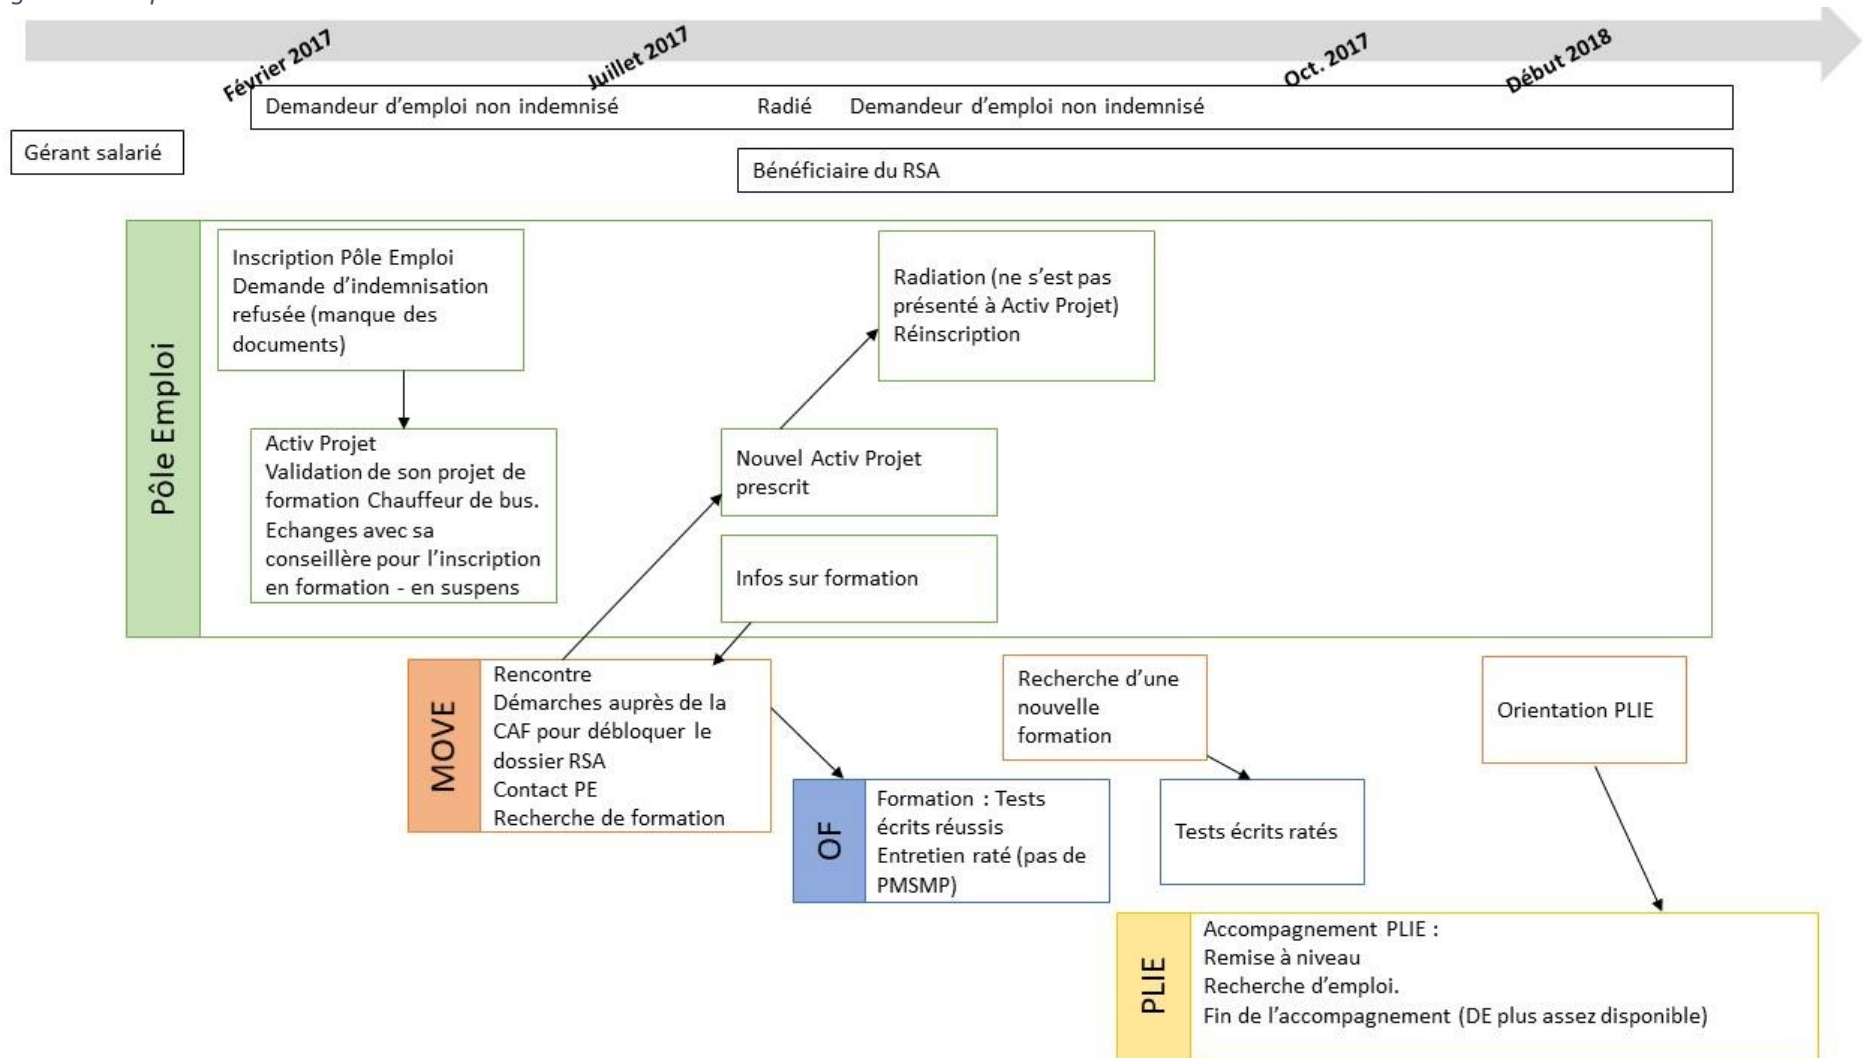 Février 2017
Juillet 2017
Oct. 2017
Début 2018
Demandeur d'emploi non indemnisé Radié Demandeur d'emploi non indemnisé
Gérant salarié
Bénéficiaire du RSA
Pôle Emploi
Inscription Pôle Emploi
Demande d'indemnisation
refusée (manque des
documents)
Radiation (ne s'est pas
présenté à Activ Projet)
Réinscription
Activ Projet
Validation de son projet de
formation Chauffeur de bus.
Echanges avec sa
conseillère pour l'inscription
en formation - en suspens
Nouvel Activ Projet
prescrit
Infos sur formation
MOVE
Rencontre
Démarches auprès de la
CAF pour débloquer le
dossier RSA
Contact PE
Recherche de formation
Recherche d'une
nouvelle
formation
Orientation PLIE
OF
Formation : Tests
écrits réussis
Entretien raté (pas de
PMSMP)
Tests écrits ratés
PLIE
Accompagnement PLIE :
Remise à niveau
Recherche d'emploi.
Fin de l'accompagnement (DE plus assez disponible)